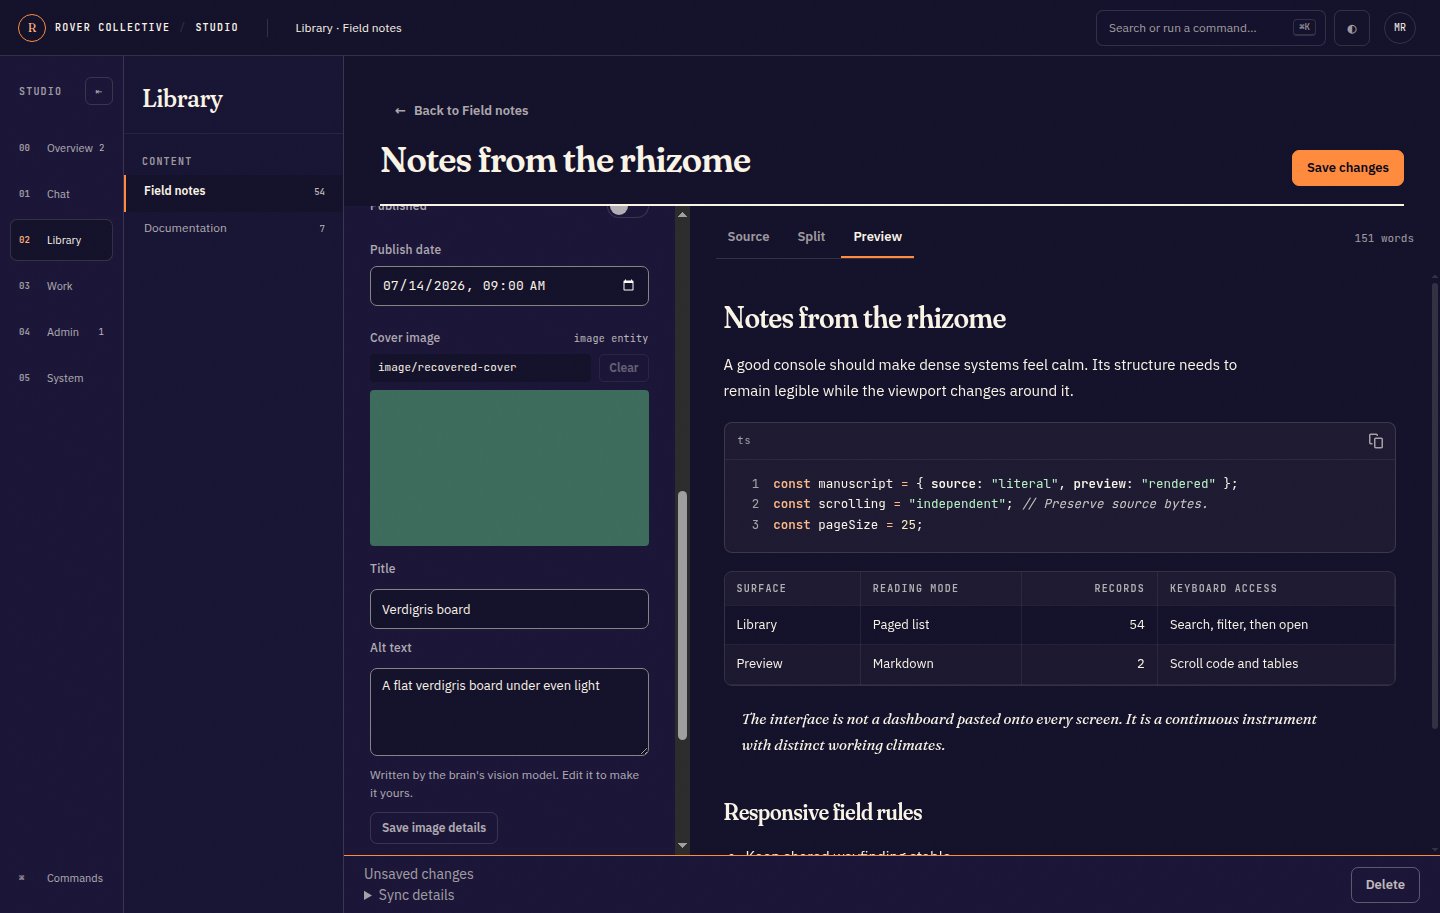 R ROVER COLLECTIVE / STUDIO
Library · Field notes
Search or run a command... ⌘K
◐
MR
STUDIO
⇤
00 Overview 2
01 Chat
02 Library
03 Work
04 Admin 1
05 System
⌘ Commands
Library
CONTENT
Field notes 54
Documentation 7
← Back to Field notes
Notes from the rhizome
Save changes
Published
Publish date
07/14/2026, 09:00 AM
Cover image image entity
image/recovered-cover Clear
Title
Verdigris board
Alt text
A flat verdigris board under even light
Written by the brain's vision model. Edit it to make
it yours.
Save image details
Source Split Preview
151 words
Notes from the rhizome
A good console should make dense systems feel calm. Its structure needs to
remain legible while the viewport changes around it.
ts
1 const manuscript = { source: "literal", preview: "rendered" };
2 const scrolling = "independent"; // Preserve source bytes.
3 const pageSize = 25;
SURFACE READING MODE RECORDS KEYBOARD ACCESS
Library Paged list 54 Search, filter, then open
Preview Markdown 2 Scroll code and tables
The interface is not a dashboard pasted onto every screen. It is a continuous instrument
with distinct working climates.
Responsive field rules
Keep shared wayfinding stable
Unsaved changes
▶ Sync details
Delete